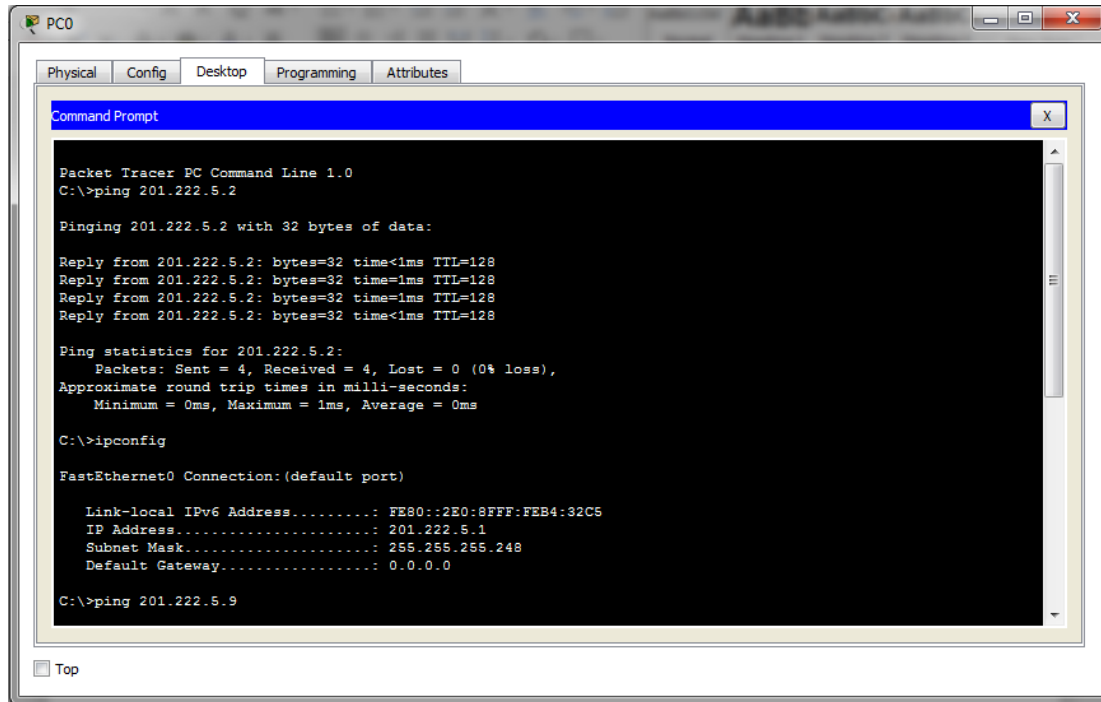 PC0
Physical Config Desktop Programming Attributes
Command Prompt
X
Packet Tracer PC Command Line 1.0
C:\>ping 201.222.5.2
Pinging 201.222.5.2 with 32 bytes of data:
Reply from 201.222.5.2: bytes=32 time<1ms TTL=128
Reply from 201.222.5.2: bytes=32 time=1ms TTL=128
Reply from 201.222.5.2: bytes=32 time=1ms TTL=128
Reply from 201.222.5.2: bytes=32 time<1ms TTL=128
Ping statistics for 201.222.5.2:
Packets: Sent = 4, Received = 4, Lost = 0 (0% loss),
Approximate round trip times in milli-seconds:
Minimum = 0ms, Maximum = 1ms, Average = 0ms
C:\>ipconfig
FastEthernet0 Connection:(default port)
Link-local IPv6 Address.........: FE80::2E0:8FFF:FEB4:32C5
IP Address......................: 201.222.5.1
Subnet Mask.....................: 255.255.255.248
Default Gateway.................: 0.0.0.0
C:\>ping 201.222.5.9
Top